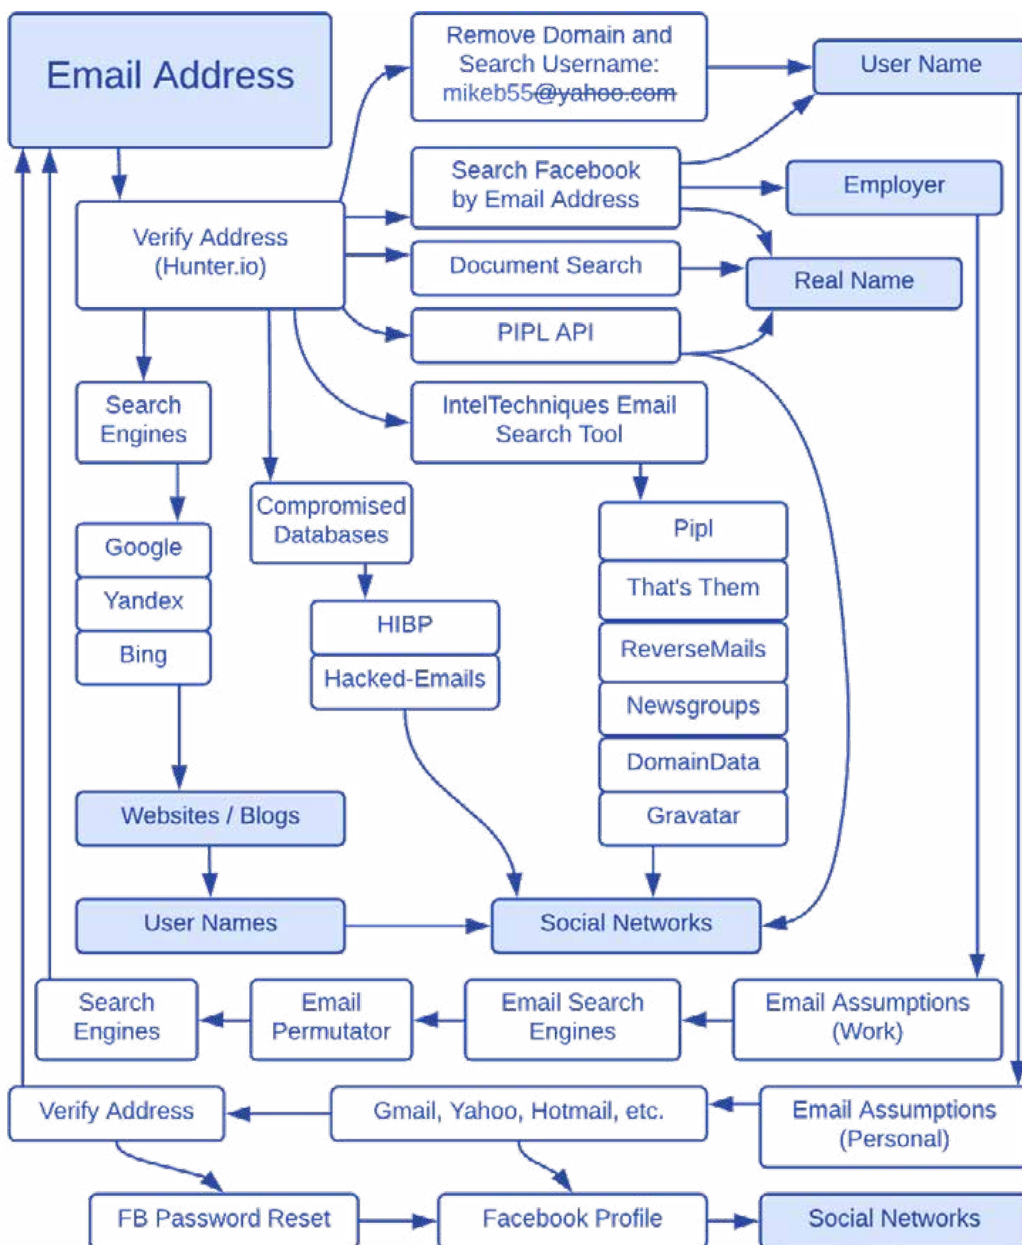 Email Address
Remove Domain and
Search Username:
mikeb55@yahoo.com
User Name
Search Facebook
by Email Address
Employer
Verify Address
(Hunter.io)
Document Search
Real Name
PIPL API
Search
Engines
IntelTechniques Email
Search Tool
Compromised
Databases
Google
Yandex
Bing
HIBP
Hacked-Emails
Pipl
That's Them
ReverseMails
Newsgroups
DomainData
Gravatar
Websites / Blogs
User Names
Social Networks
Search
Engines
Email
Permutator
Email Search
Engines
Email Assumptions
(Work)
Verify Address
Gmail, Yahoo, Hotmail, etc.
Email Assumptions
(Personal)
FB Password Reset
Facebook Profile
Social Networks